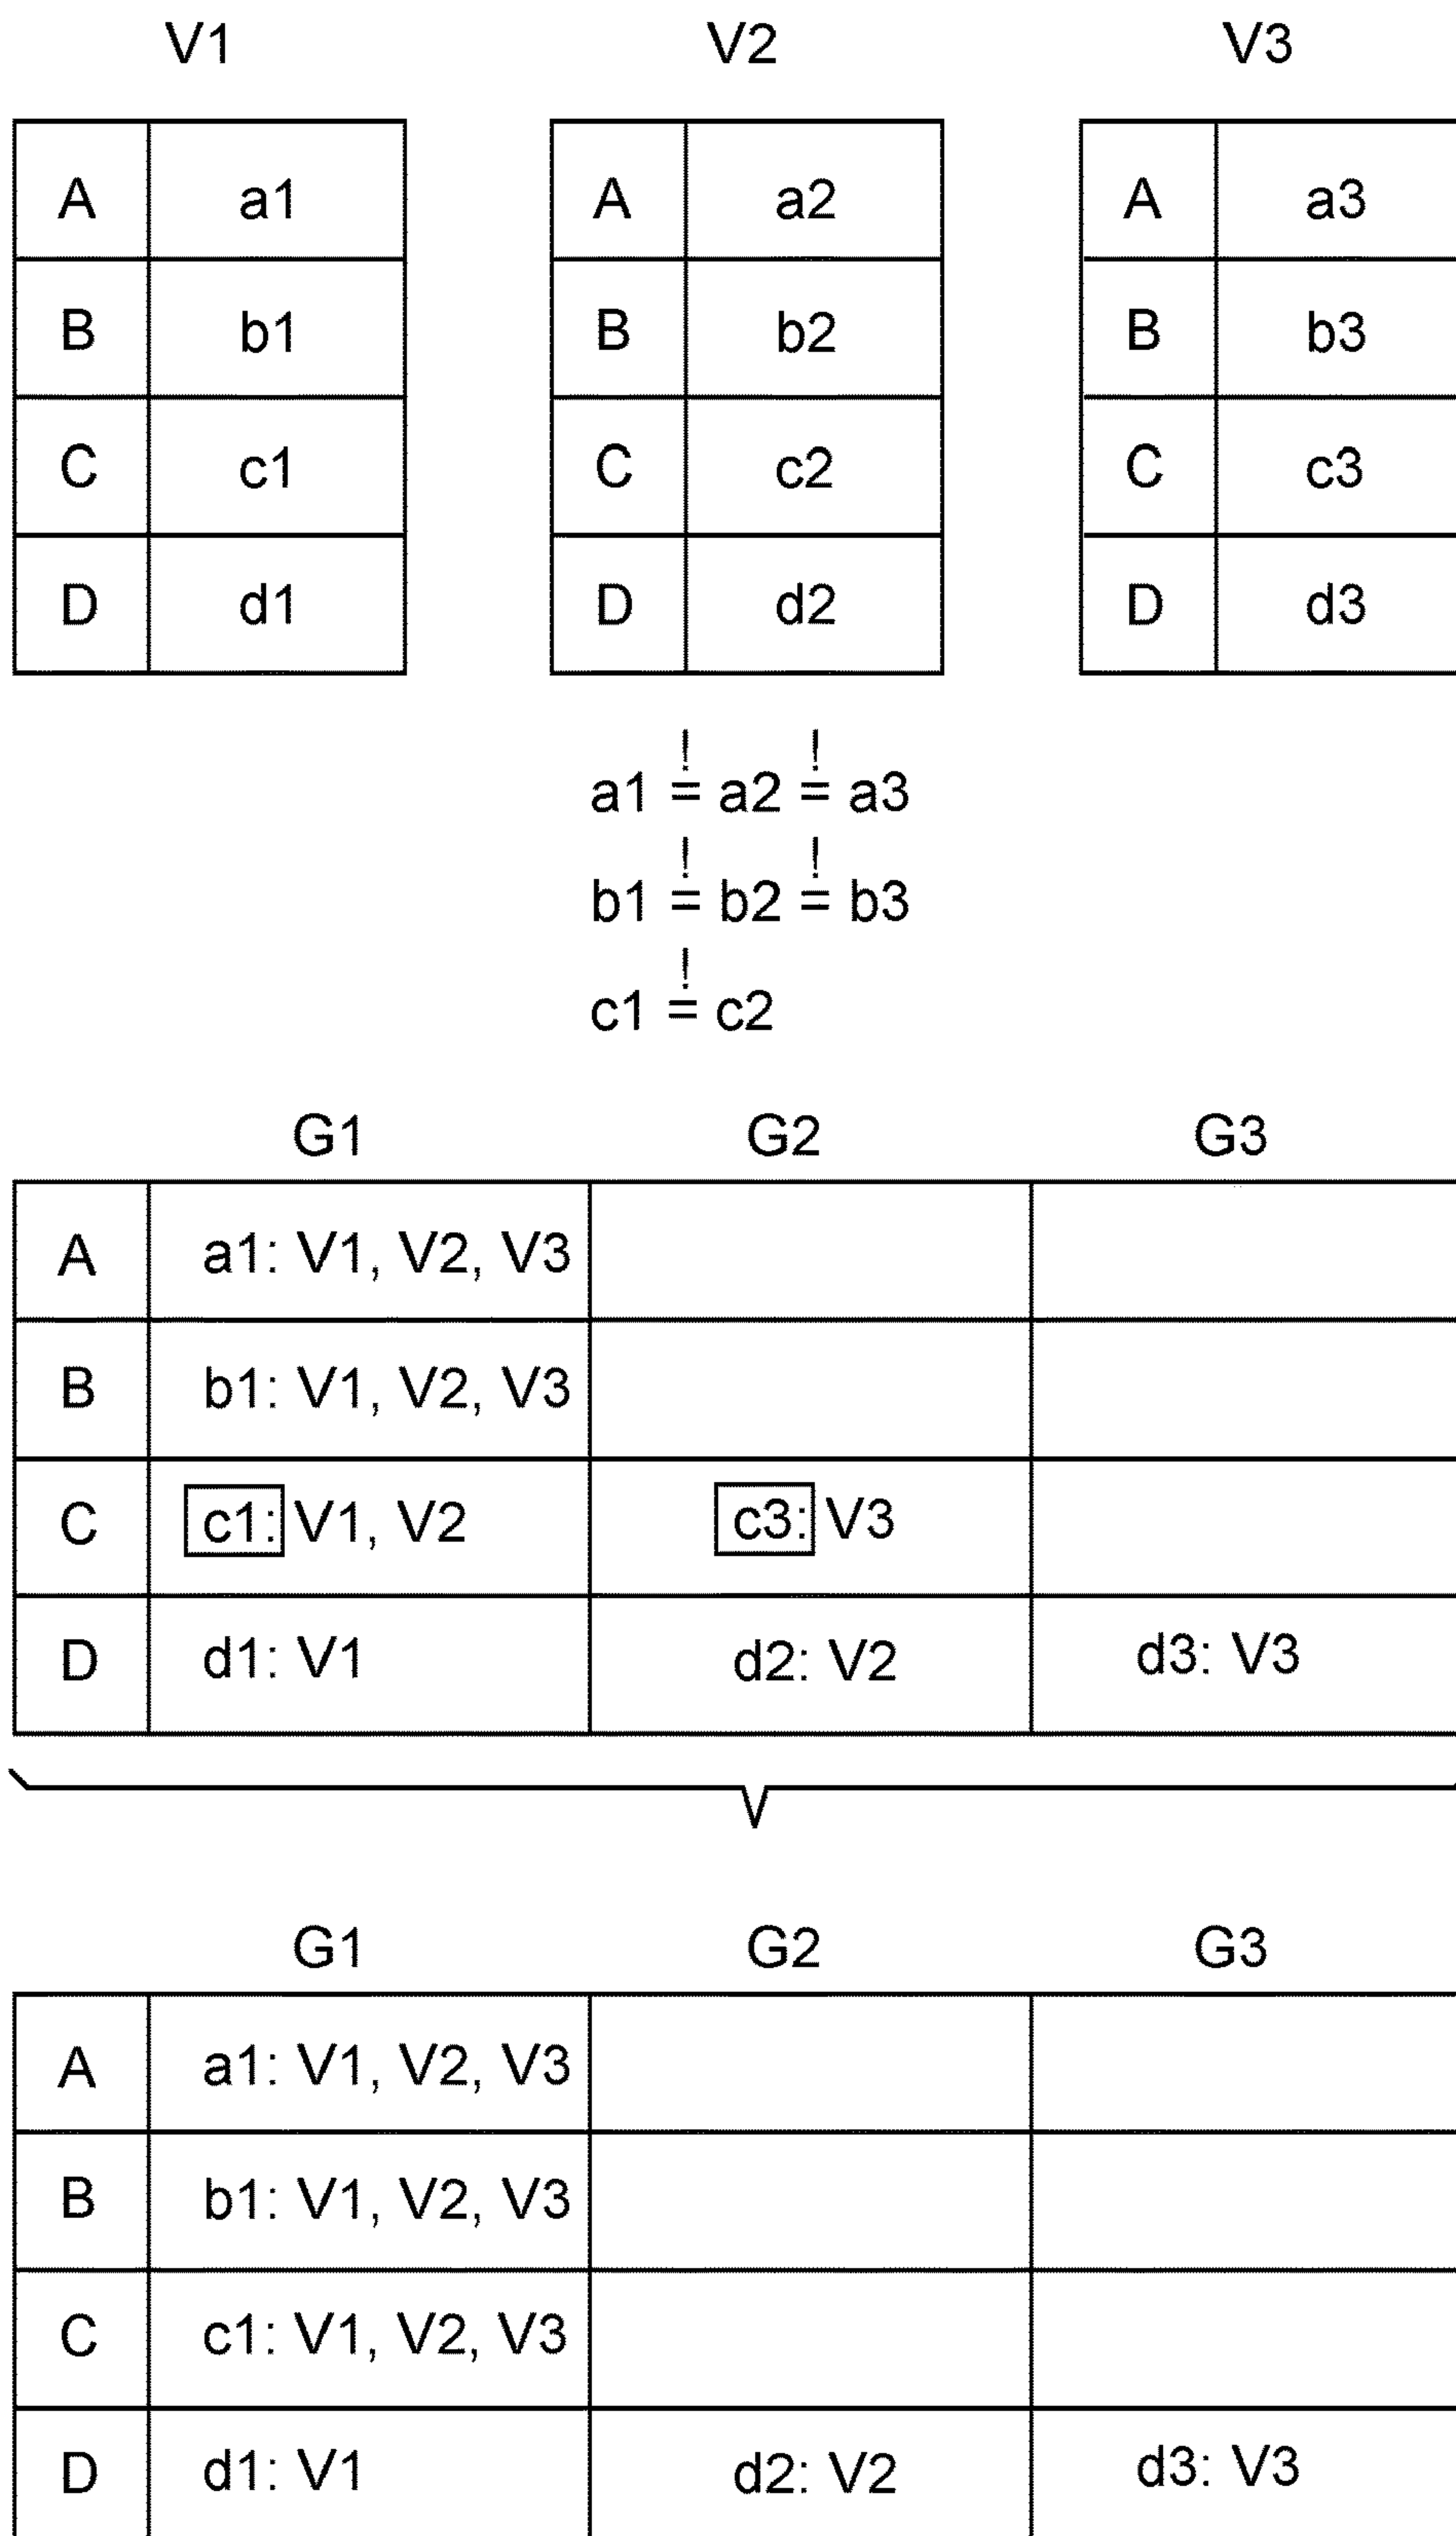 V1 V2 V3
A a1 A a2 A a3
B b1 B b2 B b3
C c1 C c2 C c3
D d1 D d2 D d3
! !
a1 = a2 = a3
! !
b1 = b2 = b3
!
c1 = c2
G1 G2 G3
A a1: V1, V2, V3
B b1: V1, V2, V3
C c1: V1, V2 c3: V3
D d1: V1 d2: V2 d3: V3
G1 G2 G3
A a1: V1, V2, V3
B b1: V1, V2, V3
C c1: V1, V2, V3
D d1: V1 d2: V2 d3: V3